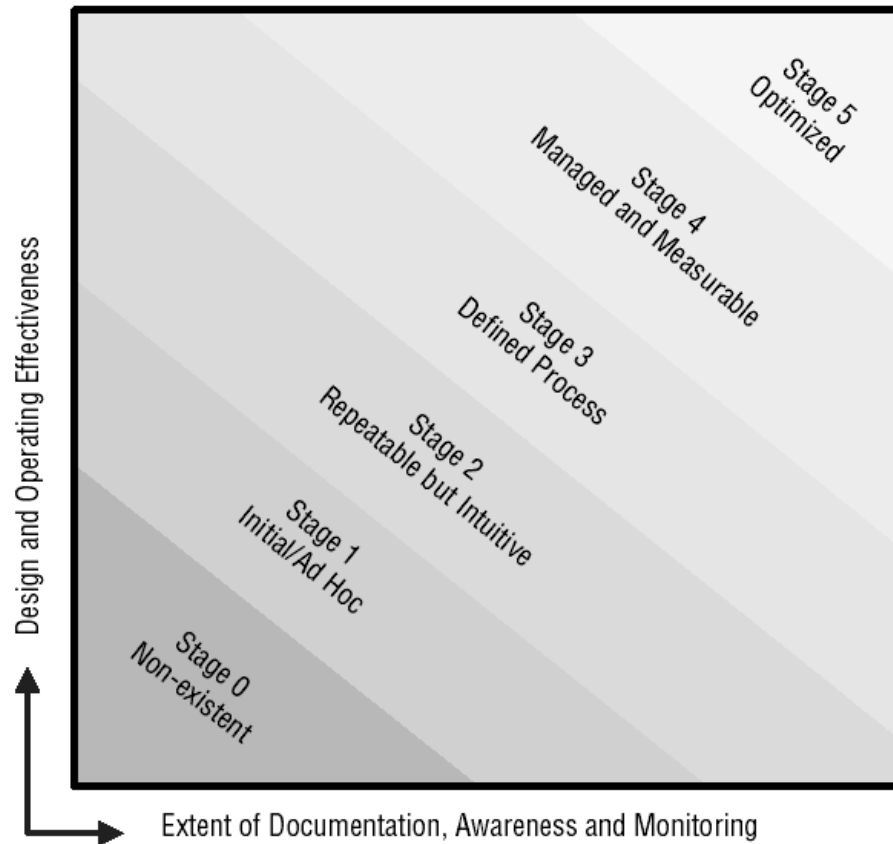 Stage 5
Optimized
Stage 4
Managed and Measurable
Stage 3
Defined Process
Stage 2
Repeatable but Intuitive
Stage 1
Initial/Ad Hoc
Stage 0
Non-existent
Design and Operating Effectiveness
Extent of Documentation, Awareness and Monitoring